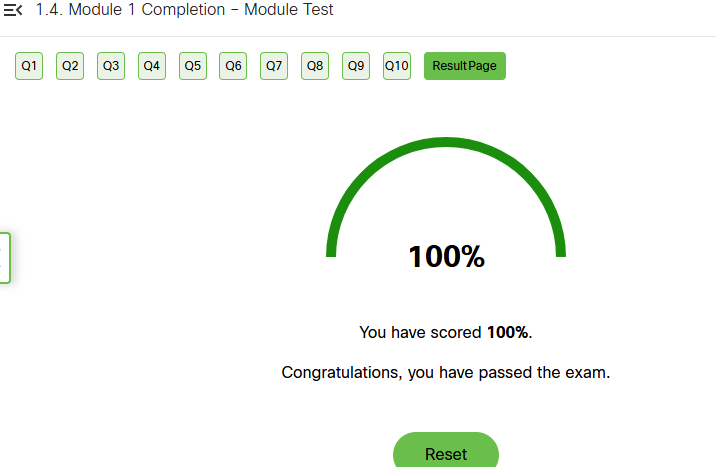 1.4. Module 1 Completion – Module Test
Q1 Q2 Q3 Q4 Q5 Q6 Q7 Q8 Q9 Q10 Result Page
100%
You have scored 100%.
Congratulations, you have passed the exam.
Reset